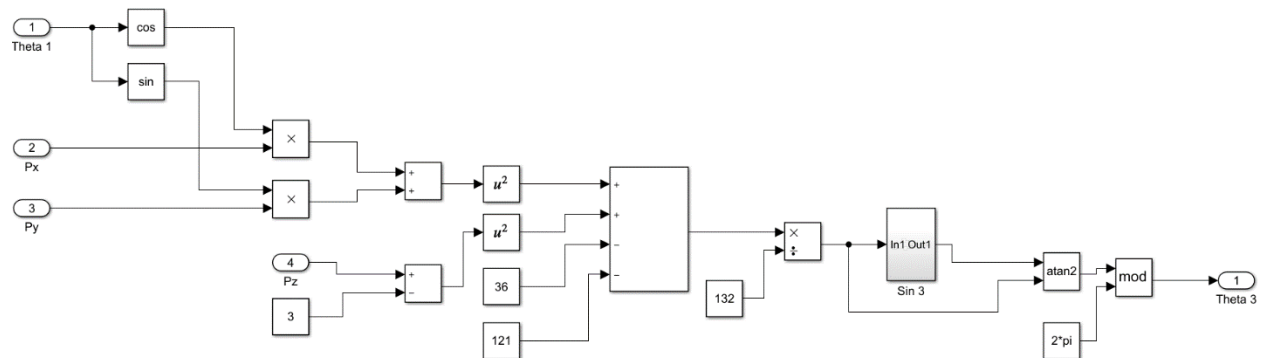 1
Theta 1
cos
sin
2
Px
×
3
Py
×
+
+
u²
4
Pz
3
+
−
u²
36
121
+
+
−
−
132
×
÷
In1 Out1
Sin 3
atan2
2*pi
mod
1
Theta 3